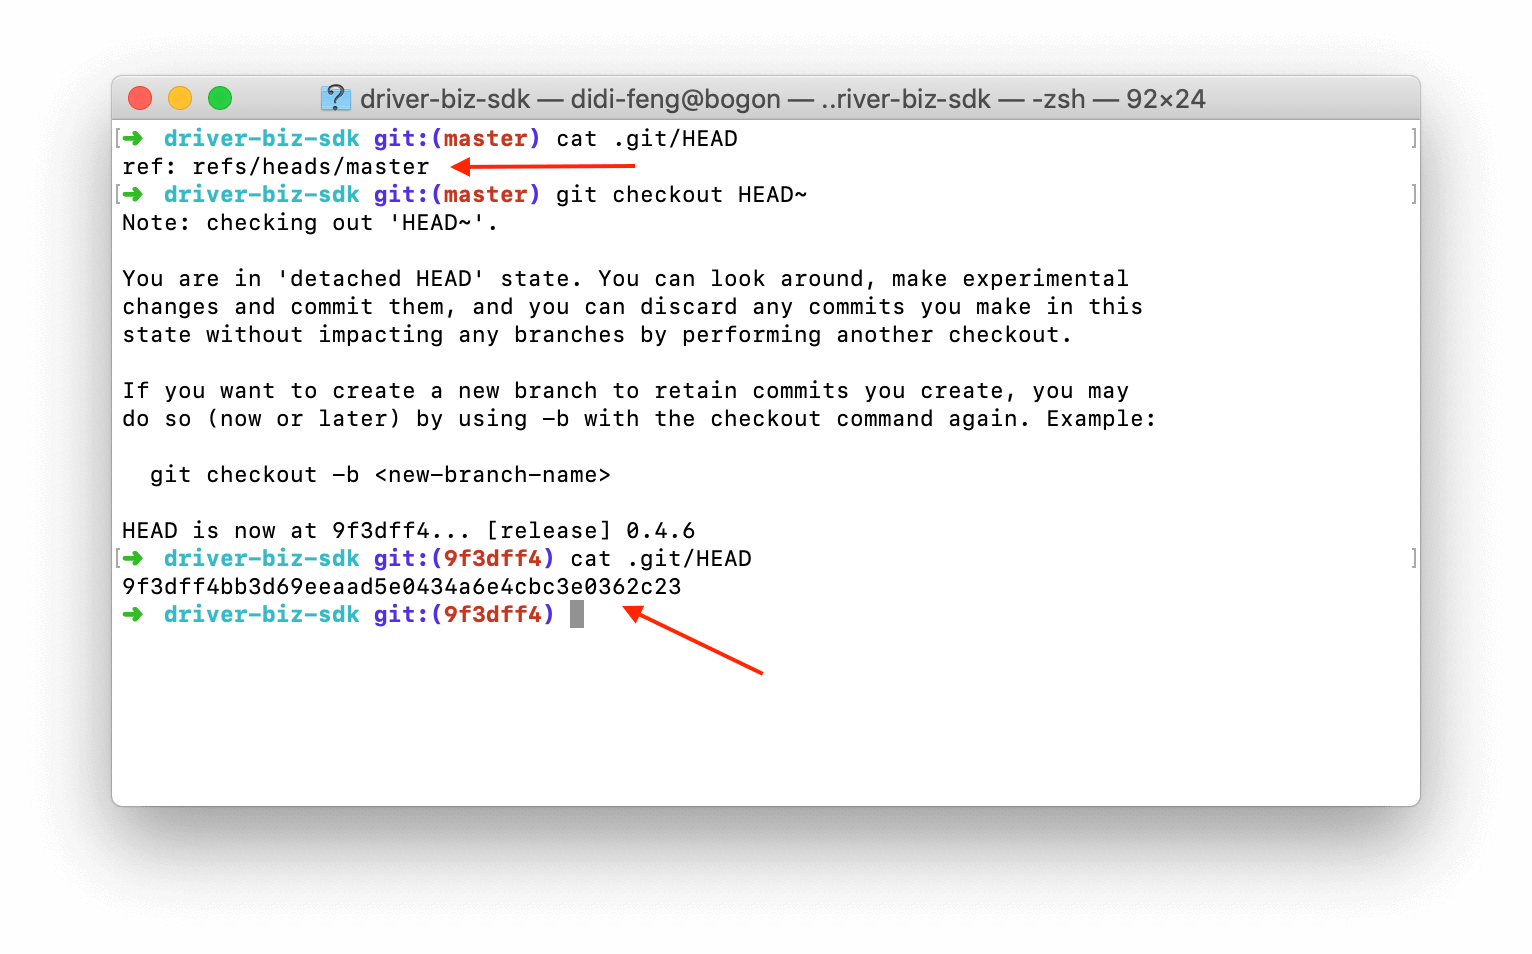 driver-biz-sdk — didi-feng@bogon — ..river-biz-sdk — -zsh — 92×24
[➜  driver-biz-sdk git:(master) cat .git/HEAD ]
ref: refs/heads/master
[➜  driver-biz-sdk git:(master) git checkout HEAD~ ]
Note: checking out 'HEAD~'.
You are in 'detached HEAD' state. You can look around, make experimental
changes and commit them, and you can discard any commits you make in this
state without impacting any branches by performing another checkout.
If you want to create a new branch to retain commits you create, you may
do so (now or later) by using -b with the checkout command again. Example:
  git checkout -b <new-branch-name>
HEAD is now at 9f3dff4... [release] 0.4.6
[➜  driver-biz-sdk git:(9f3dff4) cat .git/HEAD ]
9f3dff4bb3d69eeaad5e0434a6e4cbc3e0362c23
➜  driver-biz-sdk git:(9f3dff4)